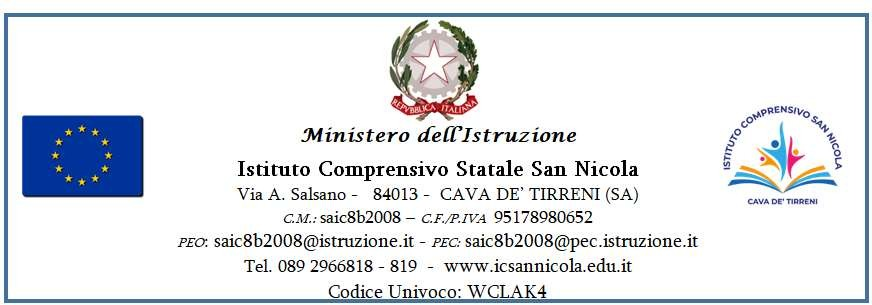 REPVBBLICA ITALIANA
Ministero dell'Istruzione
Istituto Comprensivo Statale San Nicola
Via A. Salsano - 84013 - CAVA DE' TIRRENI (SA)
C.M.: saic8b2008 – C.F./P.IVA 95178980652
PEO: saic8b2008@istruzione.it - PEC: saic8b2008@pec.istruzione.it
Tel. 089 2966818 - 819 - www.icsannicola.edu.it
Codice Univoco: WCLAK4
ISTITUTO COMPRENSIVO SAN NICOLA
CAVA DE' TIRRENI